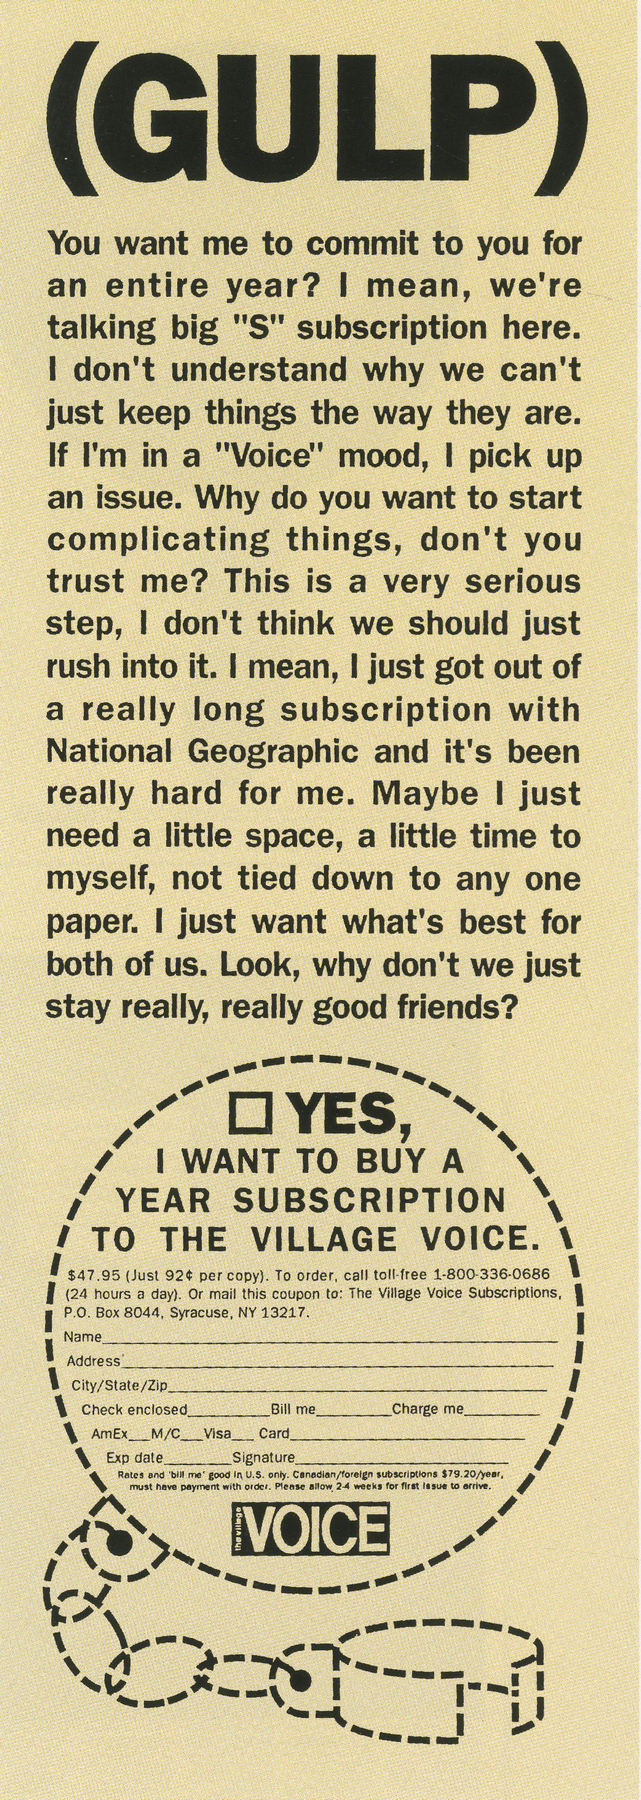 (GULP)
You want me to commit to you for
an entire year? I mean, we're
talking big "S" subscription here.
I don't understand why we can't
just keep things the way they are.
If I'm in a "Voice" mood, I pick up
an issue. Why do you want to start
complicating things, don't you
trust me? This is a very serious
step, I don't think we should just
rush into it. I mean, I just got out of
a really long subscription with
National Geographic and it's been
really hard for me. Maybe I just
need a little space, a little time to
myself, not tied down to any one
paper. I just want what's best for
both of us. Look, why don't we just
stay really, really good friends?
☐ YES,
I WANT TO BUY A
YEAR SUBSCRIPTION
TO THE VILLAGE VOICE.
$47.95 (Just 92¢ per copy). To order, call toll-free 1-800-336-0686
(24 hours a day). Or mail this coupon to: The Village Voice Subscriptions,
P.O. Box 8044, Syracuse, NY 13217.
Name
Address
City/State/Zip
Check enclosed Bill me Charge me
AmEx M/C Visa Card
Exp date Signature
Rates and 'bill me' good in U.S. only. Canadian/foreign subscriptions $79.20/year,
must have payment with order. Please allow 2-4 weeks for first issue to arrive.
the village VOICE